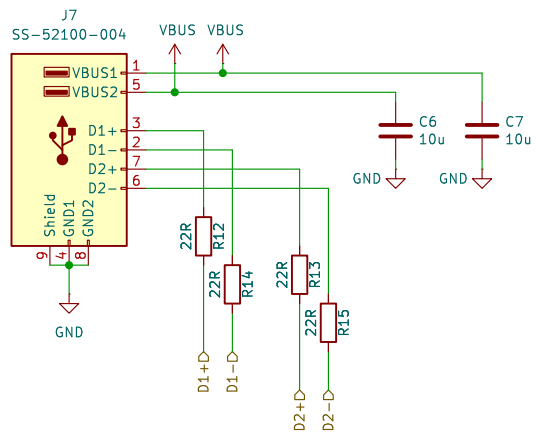 J7
SS-52100-004
VBUS
VBUS
VBUS1
1
VBUS2
5
D1+
3
D1-
2
D2+
7
D2-
6
Shield
GND1
GND2
9
4
8
GND
C6
10u
GND
C7
10u
GND
22R
R12
22R
R14
22R
R13
22R
R15
D1+
D1-
D2+
D2-